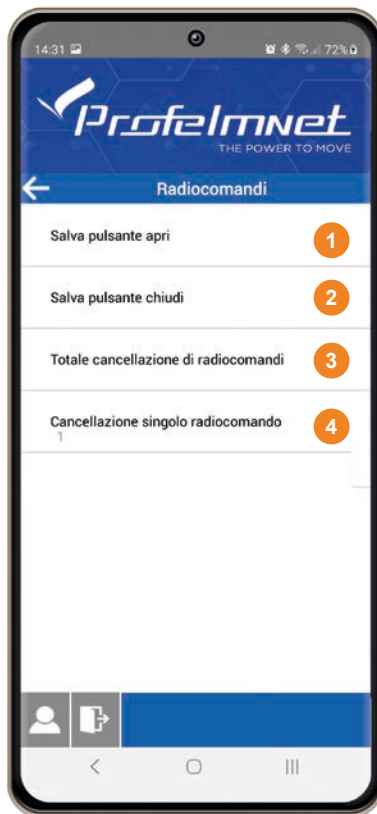 14:31 72%
Profelmnet
THE POWER TO MOVE
Radiocomandi
Salva pulsante apri 1
Salva pulsante chiudi 2
Totale cancellazione di radiocomandi 3
Cancellazione singolo radiocomando 4
1